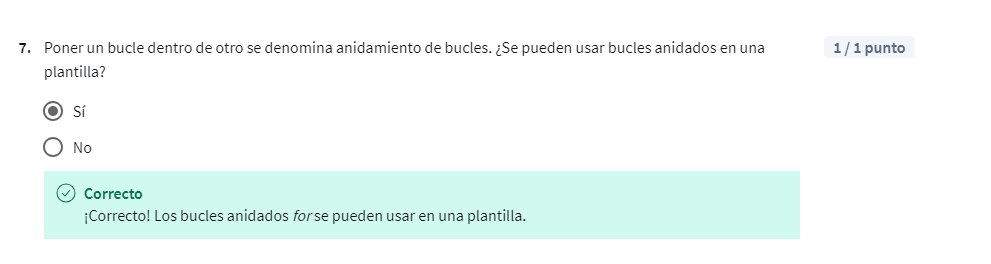 7. Poner un bucle dentro de otro se denomina anidamiento de bucles. ¿Se pueden usar bucles anidados en una
plantilla?
1 / 1 punto
Sí
No
Correcto
¡Correcto! Los bucles anidados for se pueden usar en una plantilla.